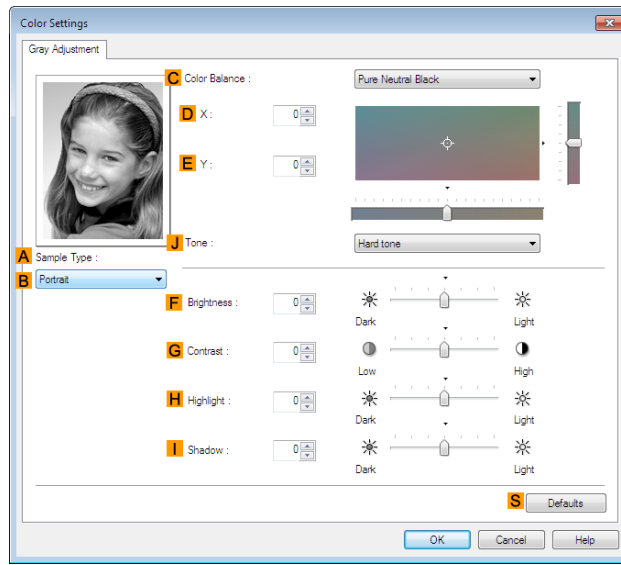 Color Settings
Gray Adjustment
C Color Balance : Pure Neutral Black
D X : 0
E Y : 0
J Tone : Hard tone
A Sample Type :
B Portrait
F Brightness : 0
Dark Light
G Contrast : 0
Low High
H Highlight : 0
Dark Light
I Shadow : 0
Dark Light
S Defaults
OK Cancel Help